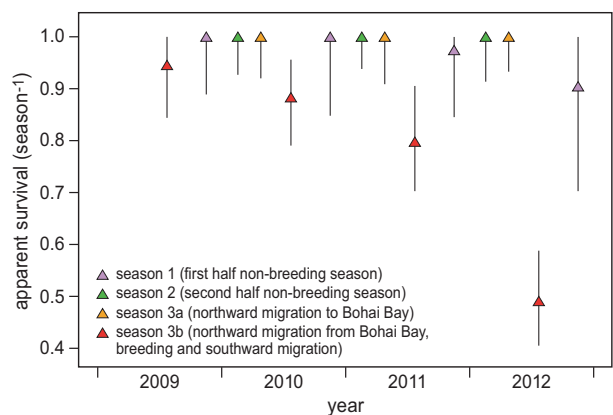 apparent survival (season-1)
1.0
0.9
0.8
0.7
0.6
0.5
0.4
season 1 (first half non-breeding season)
season 2 (second half non-breeding season)
season 3a (northward migration to Bohai Bay)
season 3b (northward migration from Bohai Bay,
breeding and southward migration)
2009 2010 2011 2012
year